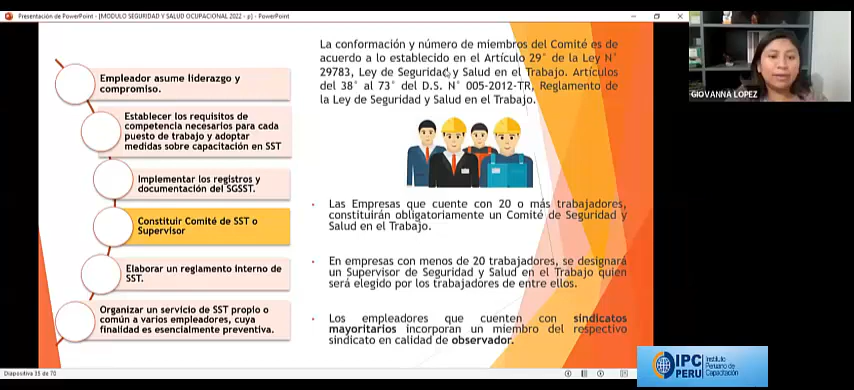 Presentación de PowerPoint - [MODULO SEGURIDAD Y SALUD OCUPACIONAL 2022 - p] - PowerPoint
Empleador asume liderazgo y
compromiso.
Establecer los requisitos de
competencia necesarios para cada
puesto de trabajo y adoptar
medidas sobre capacitación en SST
Implementar los registros y
documentación del SGSST.
Constituir Comité de SST o
Supervisor
Elaborar un reglamento interno de
SST.
Organizar un servicio de SST propio o
común a varios empleadores, cuya
finalidad es esencialmente preventiva.
La conformación y número de miembros del Comité es de
acuerdo a lo establecido en el Artículo 29° de la Ley N°
29783, Ley de Seguridad y Salud en el Trabajo. Artículos
del 38° al 73° del D.S. N° 005-2012-TR, Reglamento de
la Ley de Seguridad y Salud en el Trabajo.
• Las Empresas que cuente con 20 o más trabajadores,
constituirán obligatoriamente un Comité de Seguridad y
Salud en el Trabajo.
• En empresas con menos de 20 trabajadores, se designará
un Supervisor de Seguridad y Salud en el Trabajo quien
será elegido por los trabajadores de entre ellos.
• Los empleadores que cuenten con sindicatos
mayoritarios incorporan un miembro del respectivo
sindicato en calidad de observador.
Diapositiva 35 de 70
GIOVANNA LOPEZ
IPC
PERU
Instituto
Peruano de
Capacitación